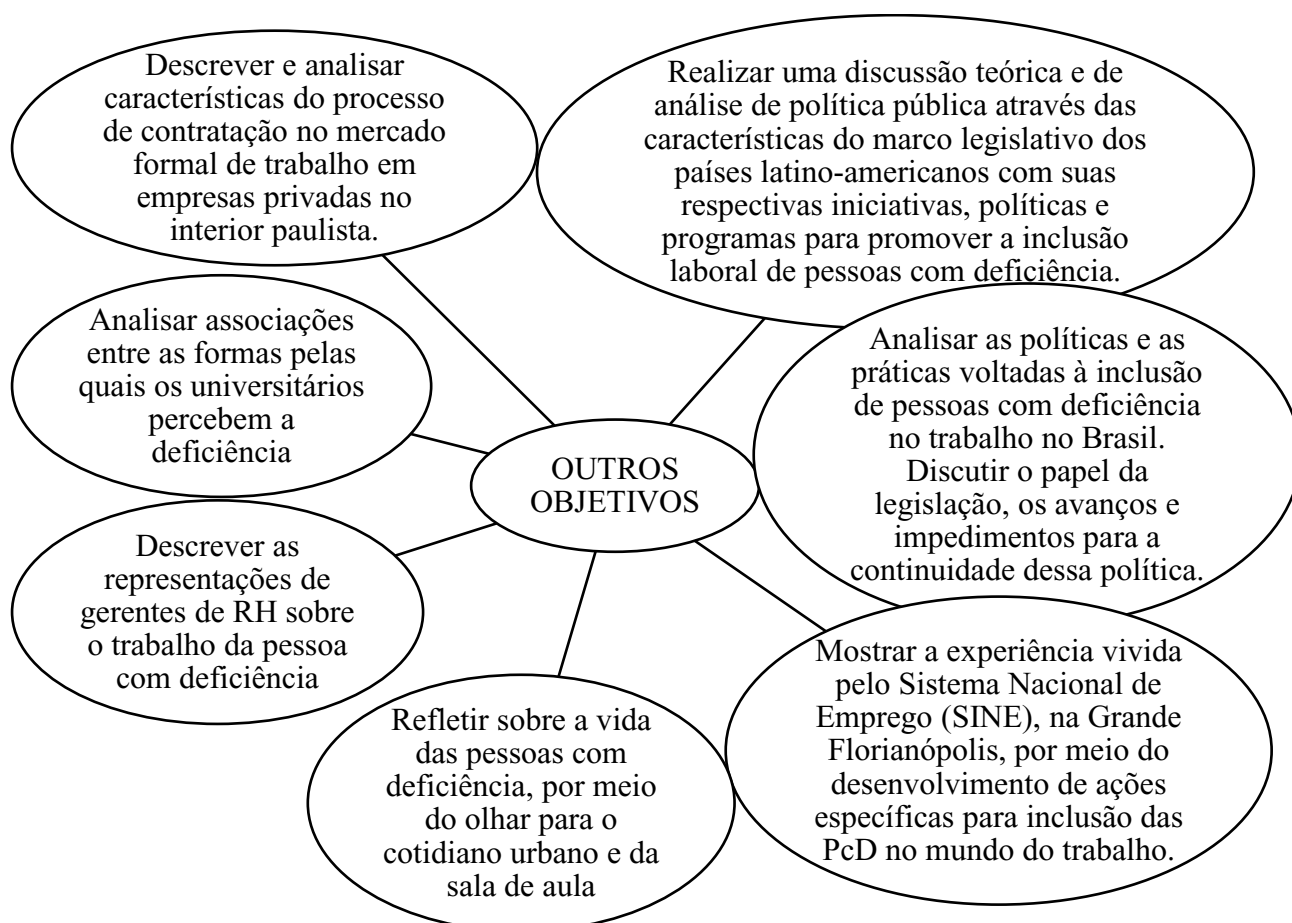 Descrever e analisar
características do processo
de contratação no mercado
formal de trabalho em
empresas privadas no
interior paulista.
Realizar uma discussão teórica e de
análise de política pública através das
características do marco legislativo dos
países latino-americanos com suas
respectivas iniciativas, políticas e
programas para promover a inclusão
laboral de pessoas com deficiência.
Analisar associações
entre as formas pelas
quais os universitários
percebem a
deficiência
Analisar as políticas e as
práticas voltadas à inclusão
de pessoas com deficiência
no trabalho no Brasil.
Discutir o papel da
legislação, os avanços e
impedimentos para a
continuidade dessa política.
OUTROS
OBJETIVOS
Descrever as
representações de
gerentes de RH sobre
o trabalho da pessoa
com deficiência
Mostrar a experiência vivida
pelo Sistema Nacional de
Emprego (SINE), na Grande
Florianópolis, por meio do
desenvolvimento de ações
específicas para inclusão das
PcD no mundo do trabalho.
Refletir sobre a vida
das pessoas com
deficiência, por meio
do olhar para o
cotidiano urbano e da
sala de aula